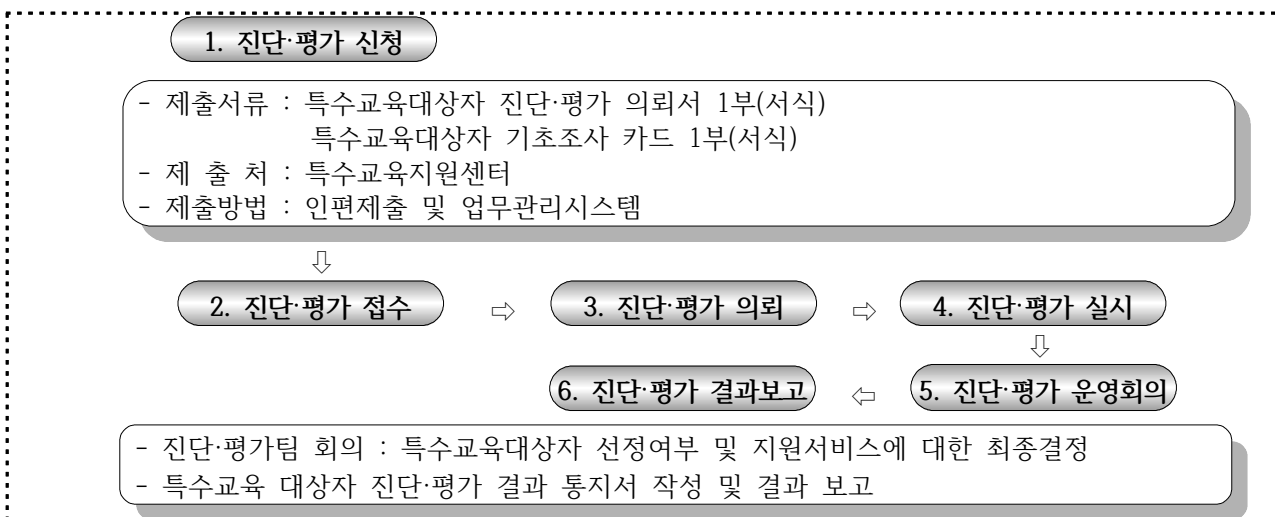 1. 진단·평가 신청
- 제출서류 : 특수교육대상자 진단·평가 의뢰서 1부(서식)
특수교육대상자 기초조사 카드 1부(서식)
- 제 출 처 : 특수교육지원센터
- 제출방법 : 인편제출 및 업무관리시스템
⇩
2. 진단·평가 접수 ⇨ 3. 진단·평가 의뢰 ⇨ 4. 진단·평가 실시
⇩
6. 진단·평가 결과보고 ⇦ 5. 진단·평가 운영회의
- 진단·평가팀 회의 : 특수교육대상자 선정여부 및 지원서비스에 대한 최종결정
- 특수교육 대상자 진단·평가 결과 통지서 작성 및 결과 보고